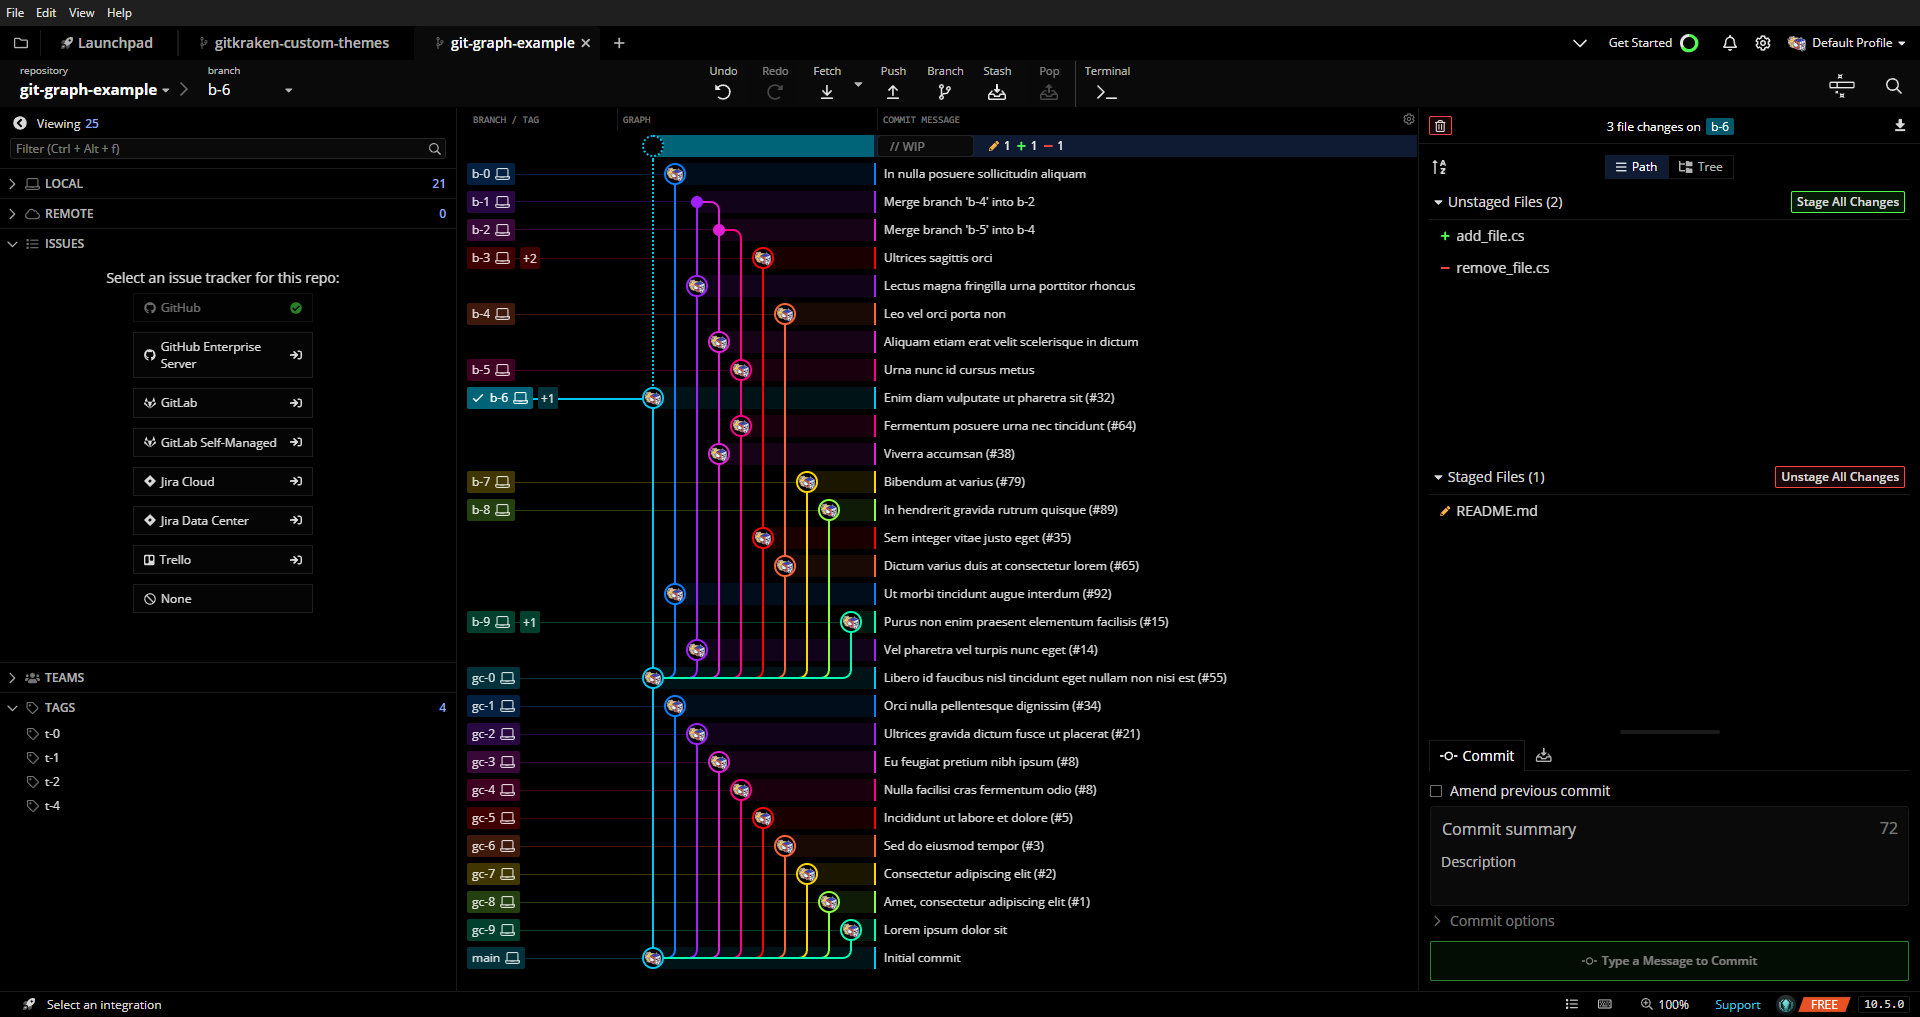 File Edit View Help
Launchpad
gitkraken-custom-themes
git-graph-example
Get Started
Default Profile
repository
git-graph-example
branch
b-6
Undo
Redo
Fetch
Push
Branch
Stash
Pop
Terminal
Viewing 25
Filter (Ctrl + Alt + f)
LOCAL 21
REMOTE 0
ISSUES
Select an issue tracker for this repo:
GitHub
GitHub Enterprise
Server
GitLab
GitLab Self-Managed
Jira Cloud
Jira Data Center
Trello
None
TEAMS
TAGS 4
t-0
t-1
t-2
t-4
BRANCH / TAG GRAPH COMMIT MESSAGE
// WIP 1 + 1 − 1
b-0 In nulla posuere sollicitudin aliquam
b-1 Merge branch 'b-4' into b-2
b-2 Merge branch 'b-5' into b-4
b-3 +2 Ultrices sagittis orci
Lectus magna fringilla urna porttitor rhoncus
b-4 Leo vel orci porta non
Aliquam etiam erat velit scelerisque in dictum
b-5 Urna nunc id cursus metus
b-6 +1 Enim diam vulputate ut pharetra sit (#32)
Fermentum posuere urna nec tincidunt (#64)
Viverra accumsan (#38)
b-7 Bibendum at varius (#79)
b-8 In hendrerit gravida rutrum quisque (#89)
Sem integer vitae justo eget (#35)
Dictum varius duis at consectetur lorem (#65)
Ut morbi tincidunt augue interdum (#92)
b-9 +1 Purus non enim praesent elementum facilisis (#15)
Vel pharetra vel turpis nunc eget (#14)
gc-0 Libero id faucibus nisl tincidunt eget nullam non nisi est (#55)
gc-1 Orci nulla pellentesque dignissim (#34)
gc-2 Ultrices gravida dictum fusce ut placerat (#21)
gc-3 Eu feugiat pretium nibh ipsum (#8)
gc-4 Nulla facilisi cras fermentum odio (#8)
gc-5 Incididunt ut labore et dolore (#5)
gc-6 Sed do eiusmod tempor (#3)
gc-7 Consectetur adipiscing elit (#2)
gc-8 Amet, consectetur adipiscing elit (#1)
gc-9 Lorem ipsum dolor sit
main Initial commit
3 file changes on b-6
Path Tree
Unstaged Files (2) Stage All Changes
+ add_file.cs
− remove_file.cs
Staged Files (1) Unstage All Changes
README.md
Commit
Amend previous commit
Commit summary 72
Description
Commit options
Type a Message to Commit
Select an integration
100% Support FREE 10.5.0